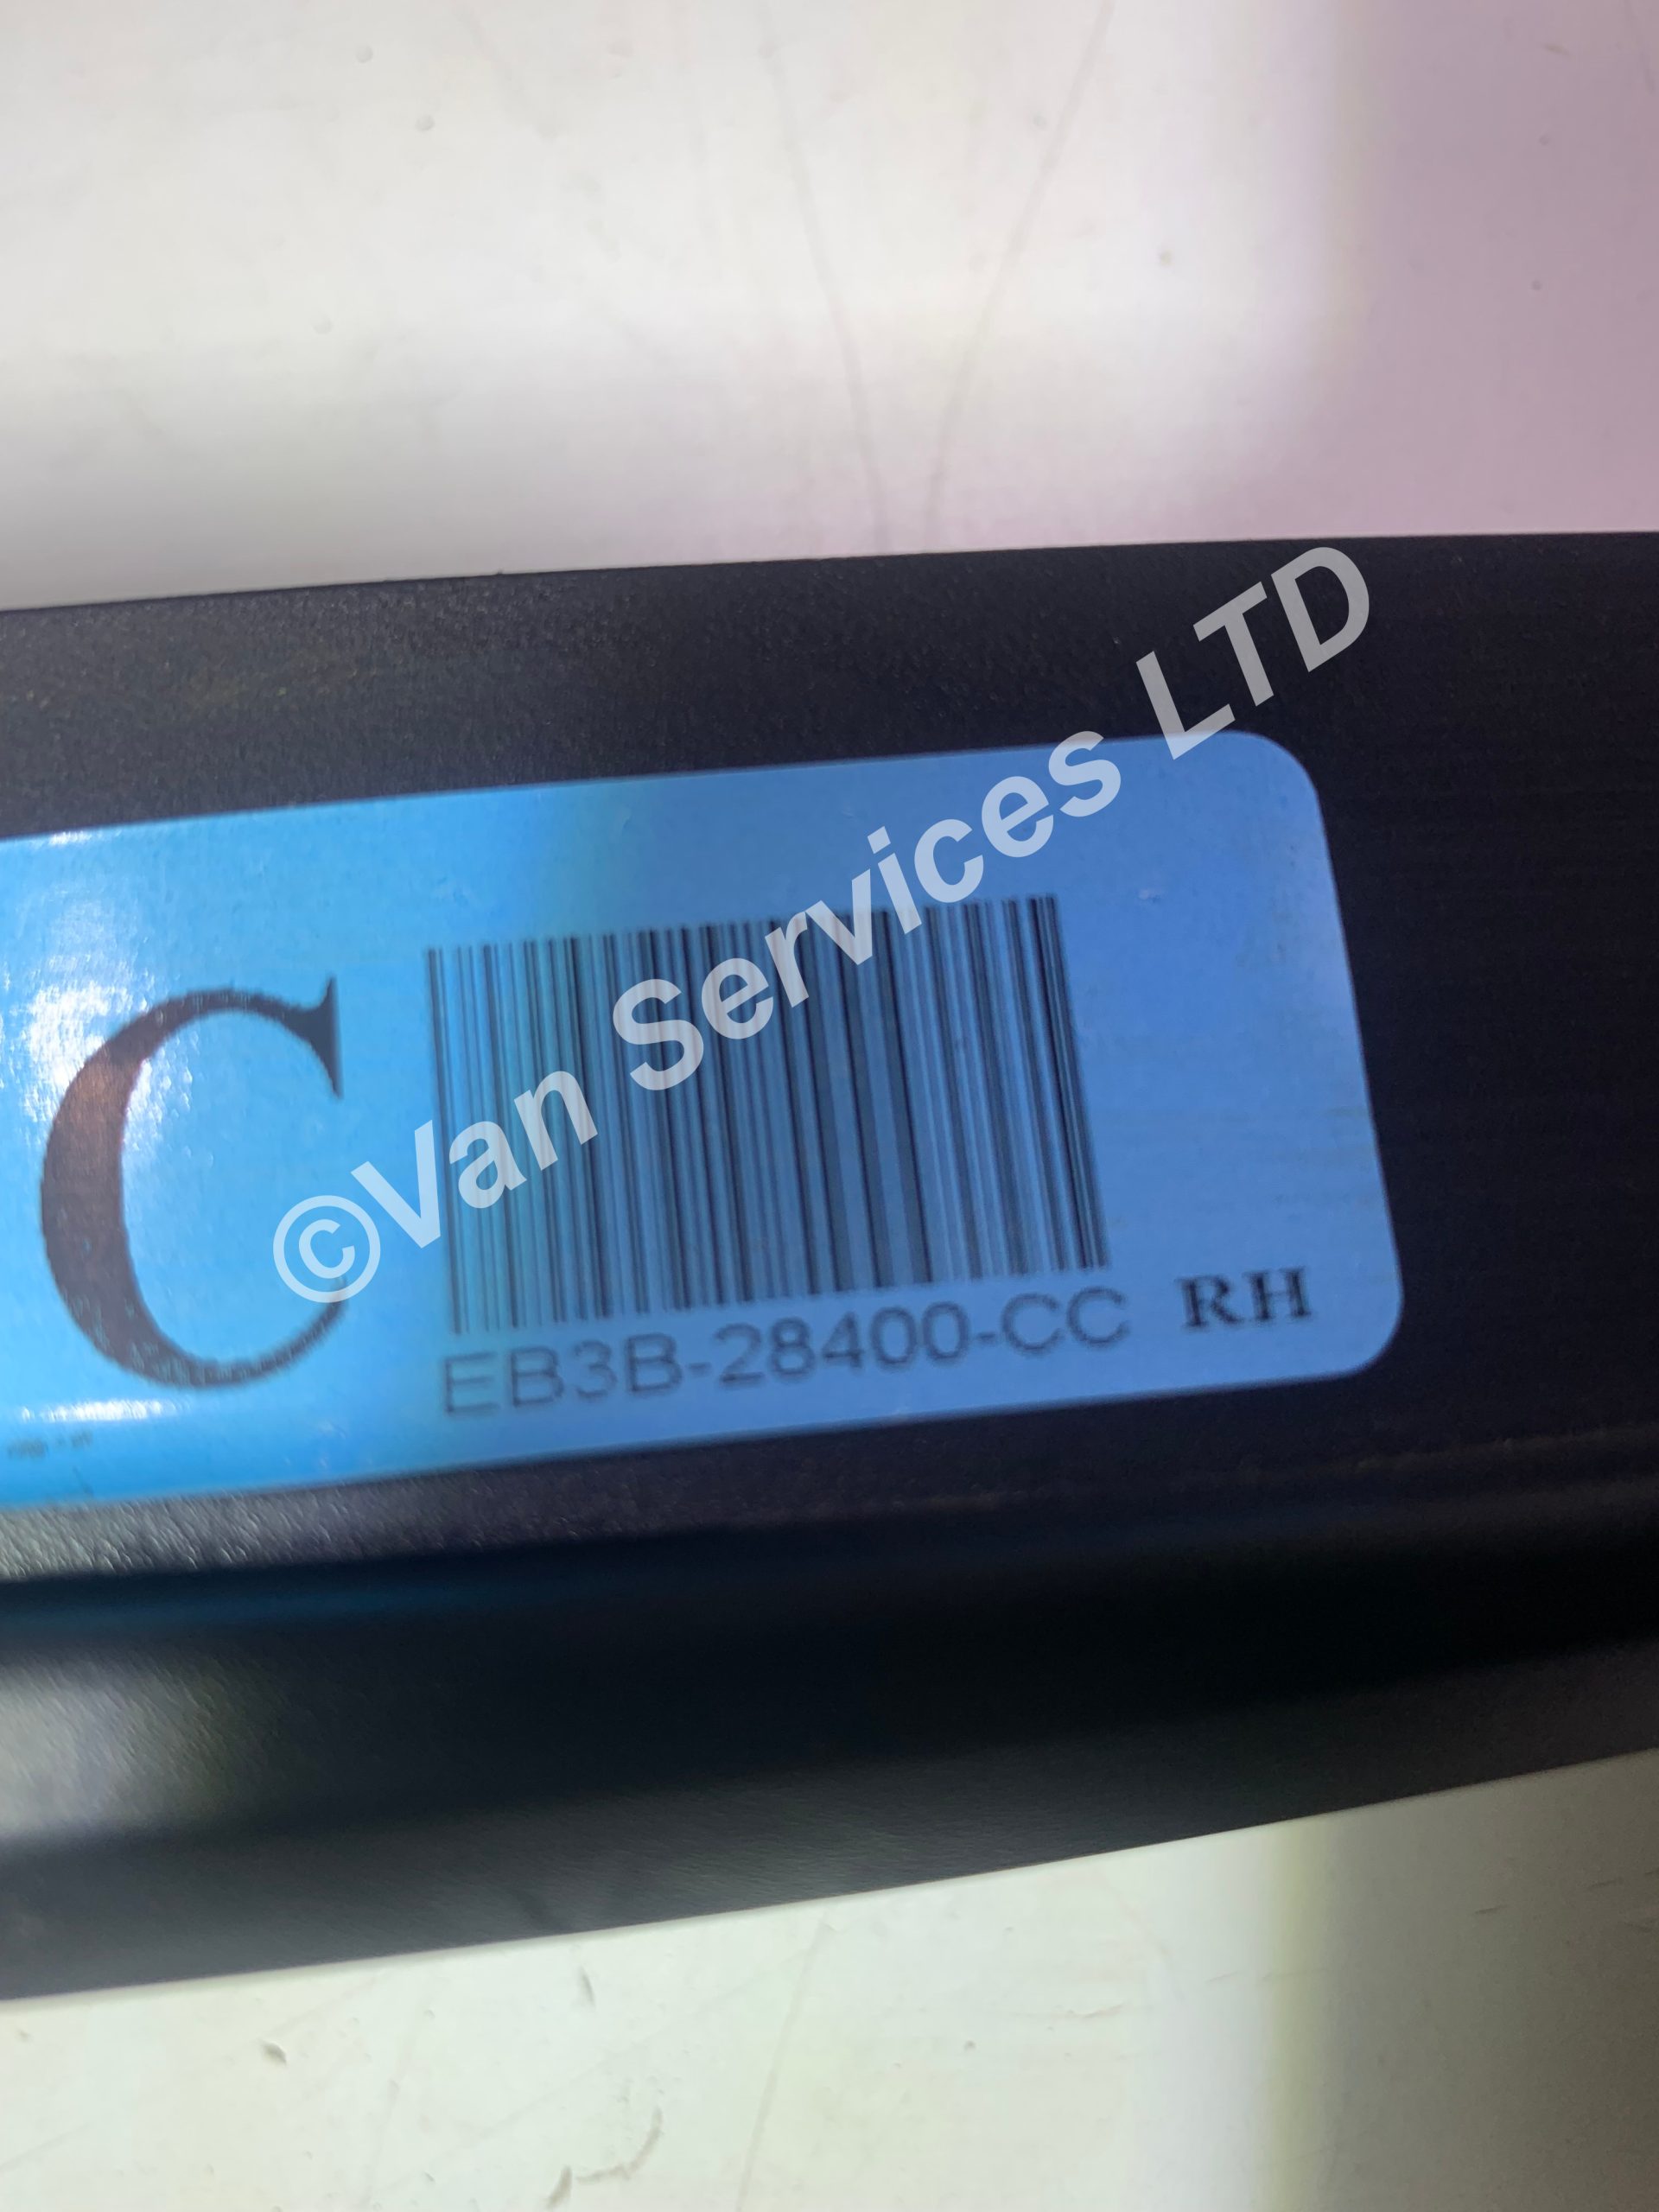 ©Van Services LTD
C
EB3B-28400-CC RH